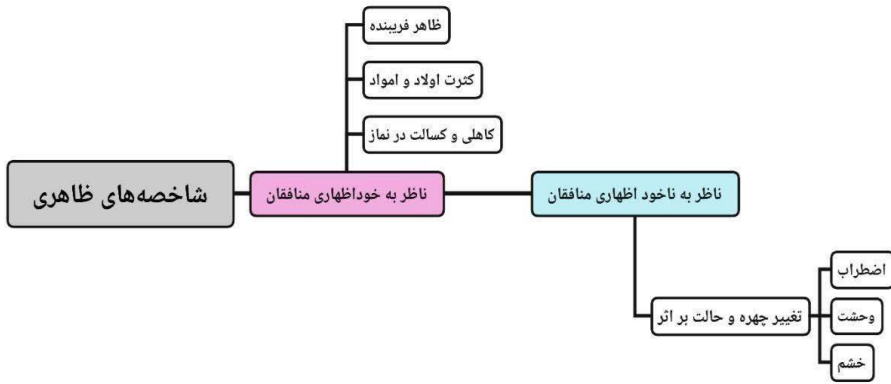 شاخصه‌های ظاهری
ناظر به خوداظهاری منافقان
ظاهر فریبنده
کثرت اولاد و امواد
کاهلی و کسالت در نماز
ناظر به ناخود اظهاری منافقان
تغییر چهره و حالت بر اثر
اضطراب
وحشت
خشم